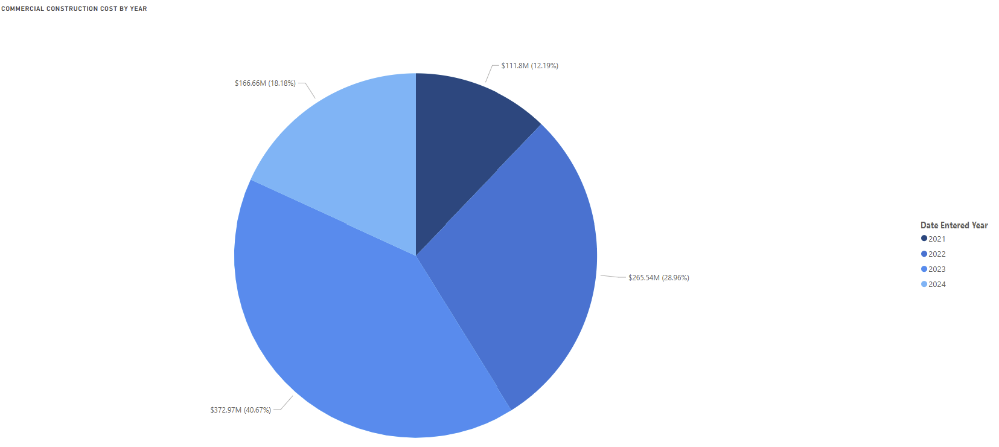 COMMERCIAL CONSTRUCTION COST BY YEAR
$111.8M (12.19%)
$166.66M (18.18%)
$265.54M (28.96%)
$372.97M (40.67%)
Date Entered Year
2021
2022
2023
2024